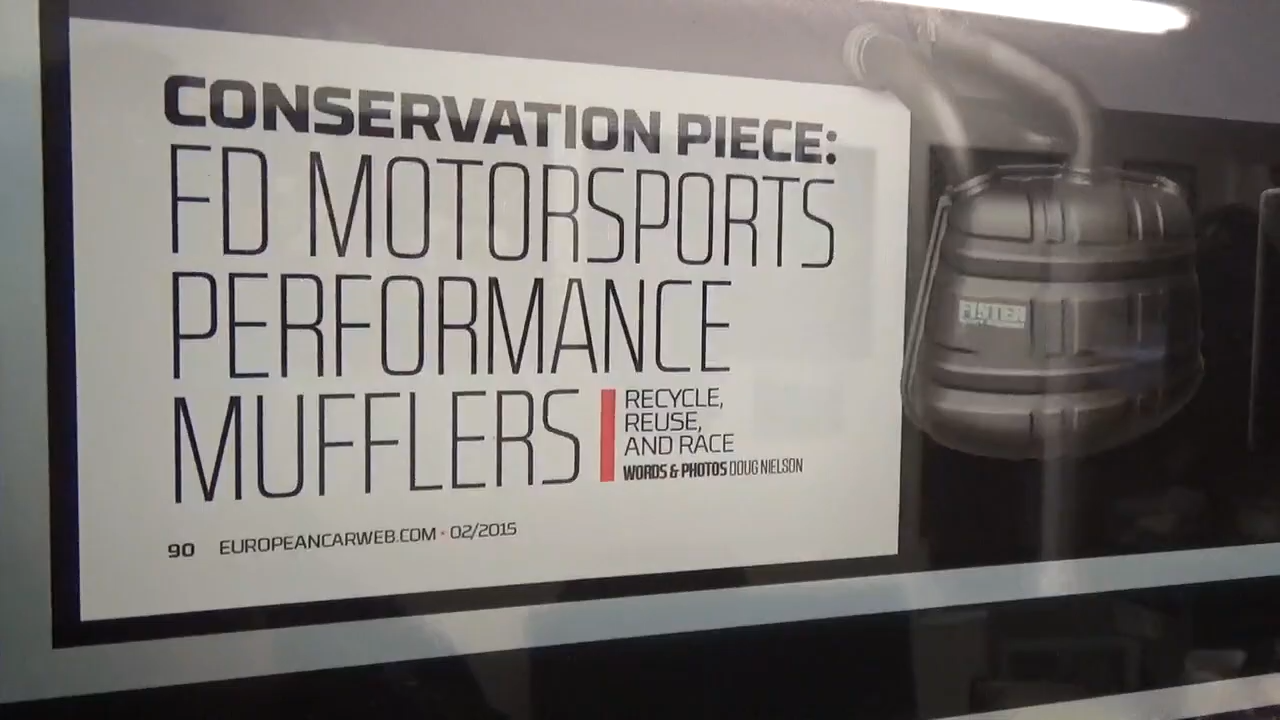 CONSERVATION PIECE:
FD MOTORSPORTS
PERFORMANCE
MUFFLERS
RECYCLE,
REUSE,
AND RACE
WORDS & PHOTOS DOUG NIELSON
90 EUROPEANCARWEB.COM • 02/2015